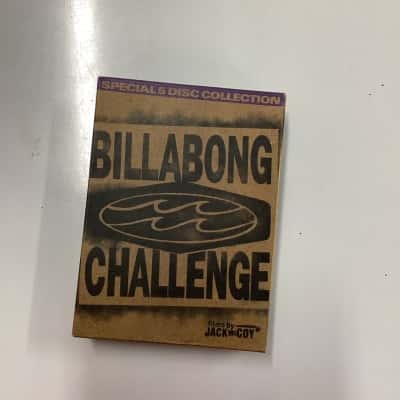 SPECIAL 5 DISC COLLECTION
BILLABONG
CHALLENGE
films by
JACK McCOY